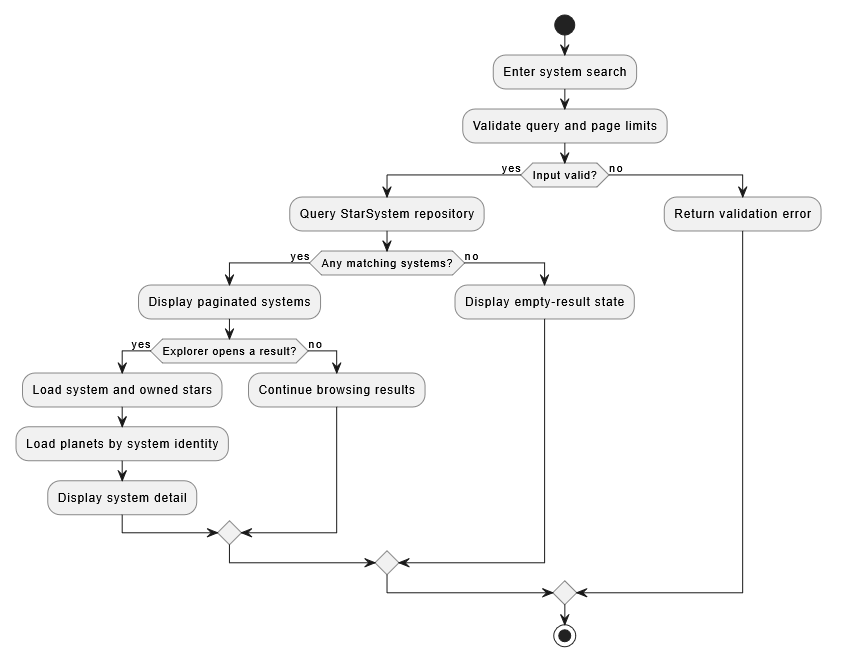 Enter system search
Validate query and page limits
yes
Input valid?
no
Query StarSystem repository
Return validation error
yes
Any matching systems?
no
Display paginated systems
Display empty-result state
yes
Explorer opens a result?
no
Load system and owned stars
Continue browsing results
Load planets by system identity
Display system detail